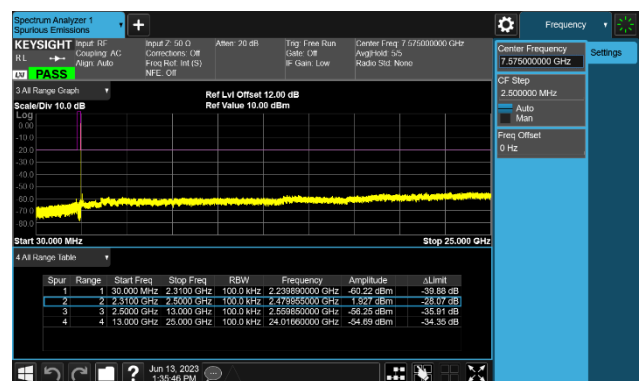 Spectrum Analyzer 1
Spurious Emissions
Frequency
KEYSIGHT
Input: RF
Input Z: 50 Ω
Atten: 20 dB
Trig: Free Run
Center Freq: 7.575000000 GHz
RL
Coupling: AC
Corrections: Off
Gate: Off
Avg|Hold: 5/5
Align: Auto
Freq Ref: Int (S)
IF Gain: Low
Radio Std: None
NFE: Off
LW PASS
Center Frequency
7.575000000 GHz
Settings
CF Step
2.500000 MHz
Auto
Man
Freq Offset
0 Hz
3 All Range Graph
Ref Lvl Offset 12.00 dB
Scale/Div 10.0 dB
Ref Value 10.00 dBm
Log
0.00
-10.0
-20.0
-30.0
-40.0
-50.0
-60.0
-70.0
-80.0
Start 30.000 MHz
Stop 25.000 GHz
4 All Range Table
Spur Range Start Freq Stop Freq RBW Frequency Amplitude ΔLimit
1 1 30.000 MHz 2.3100 GHz 100.0 kHz 2.239890000 GHz -60.22 dBm -39.88 dB
2 2 2.3100 GHz 2.5000 GHz 100.0 kHz 2.479955000 GHz 1.927 dBm -28.07 dB
3 3 2.5000 GHz 13.000 GHz 100.0 kHz 2.559850000 GHz -56.25 dBm -35.91 dB
4 4 13.000 GHz 25.000 GHz 100.0 kHz 24.01660000 GHz -54.69 dBm -34.35 dB
Jun 13, 2023
1:35:46 PM